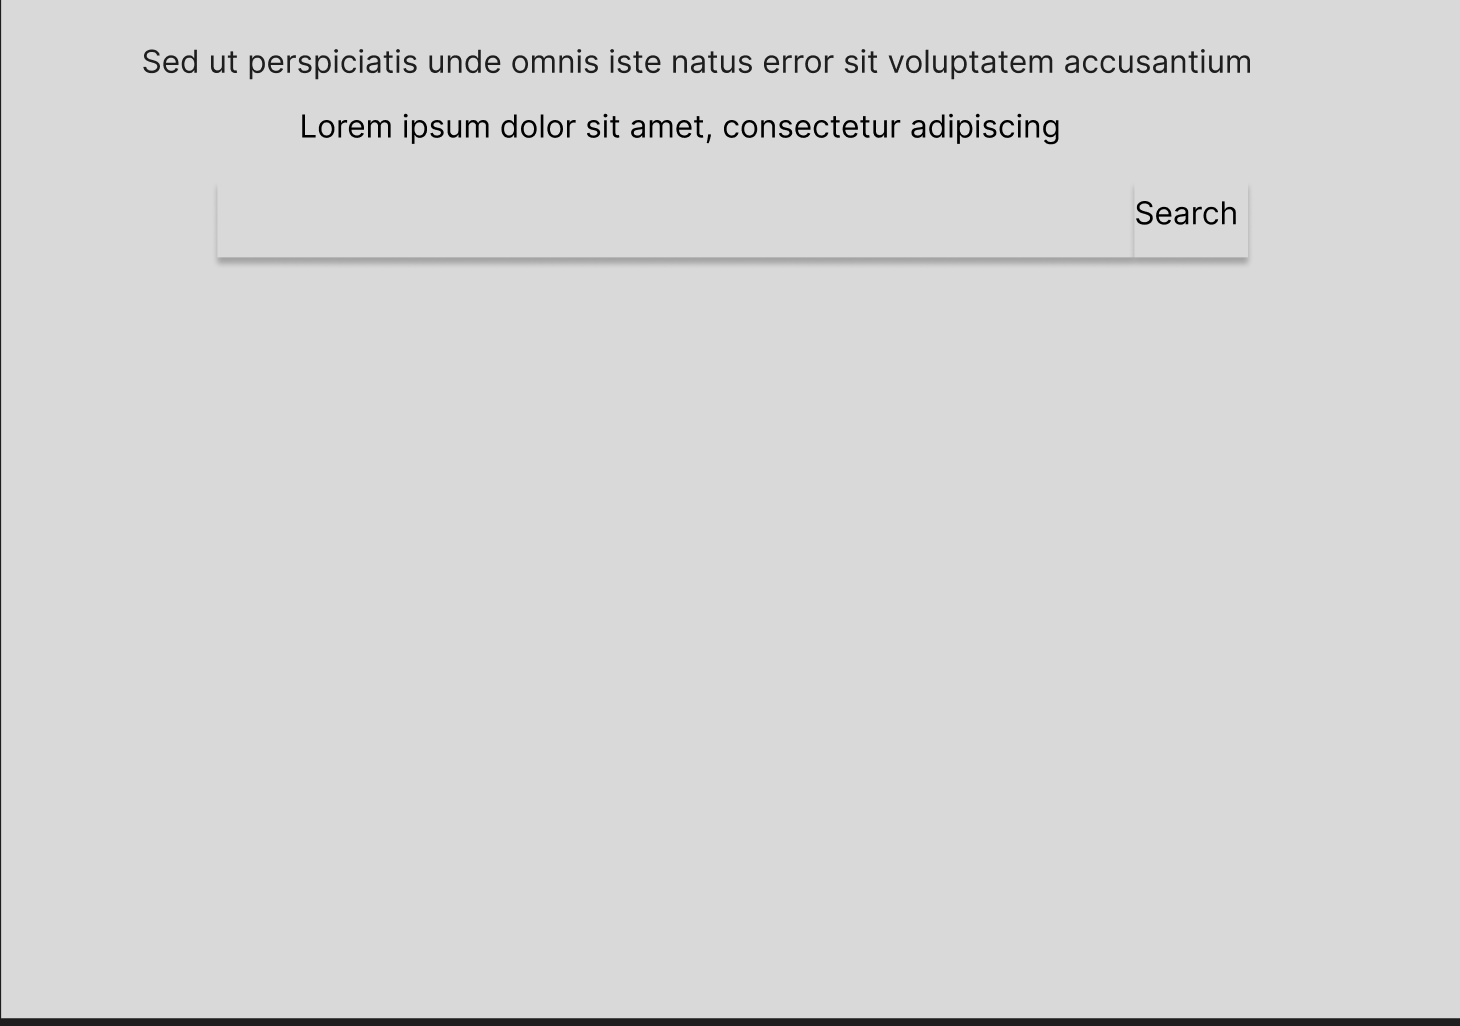 Sed ut perspiciatis unde omnis iste natus error sit voluptatem accusantium
Lorem ipsum dolor sit amet, consectetur adipiscing
Search